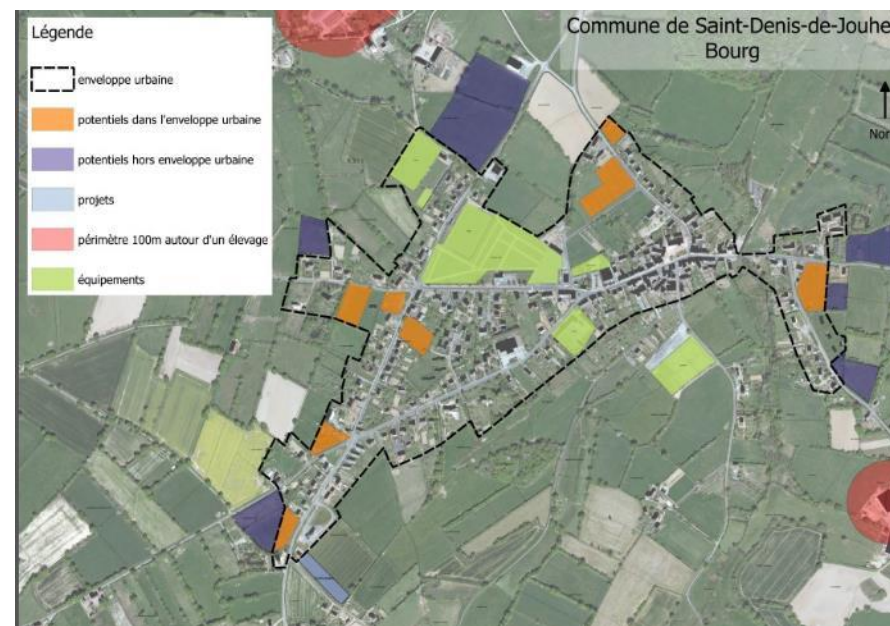 Légende
enveloppe urbaine
potentiels dans l'enveloppe urbaine
potentiels hors enveloppe urbaine
projets
périmètre 100m autour d'un élevage
équipements
Commune de Saint-Denis-de-Jouhe
Bourg
Nor